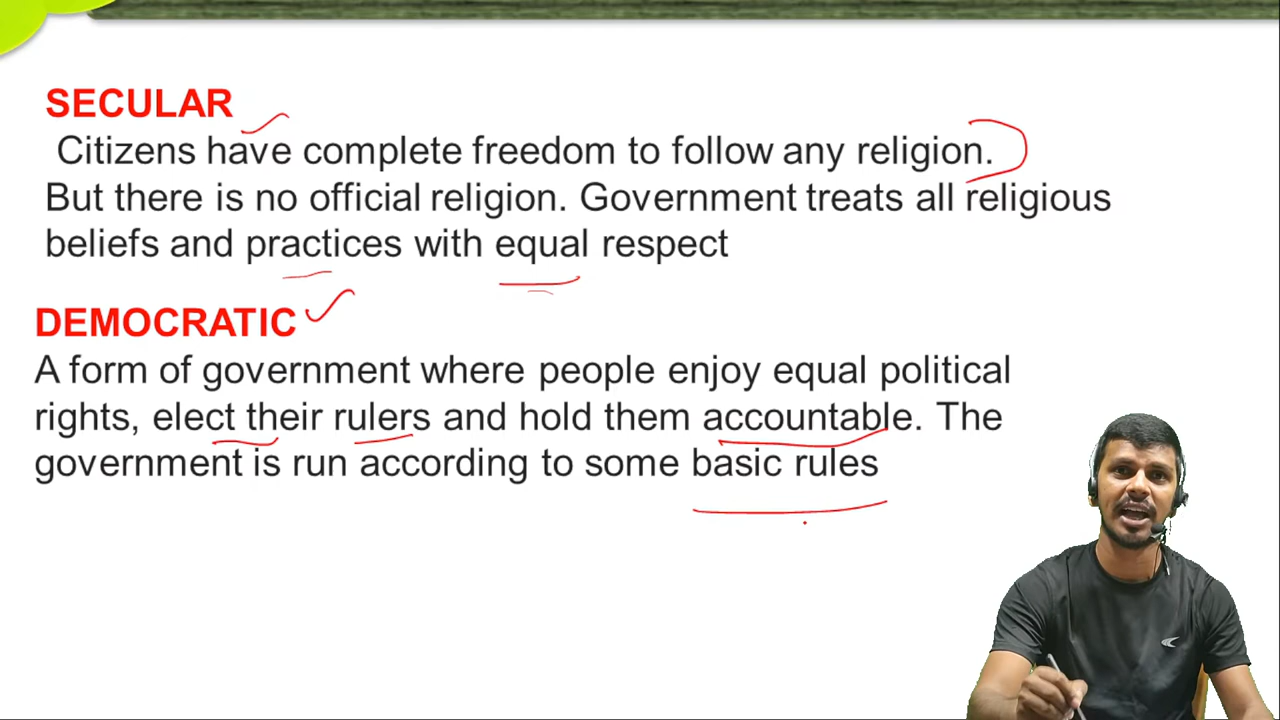 SECULAR
Citizens have complete freedom to follow any religion.
But there is no official religion. Government treats all religious
beliefs and practices with equal respect
DEMOCRATIC
A form of government where people enjoy equal political
rights, elect their rulers and hold them accountable. The
government is run according to some basic rules